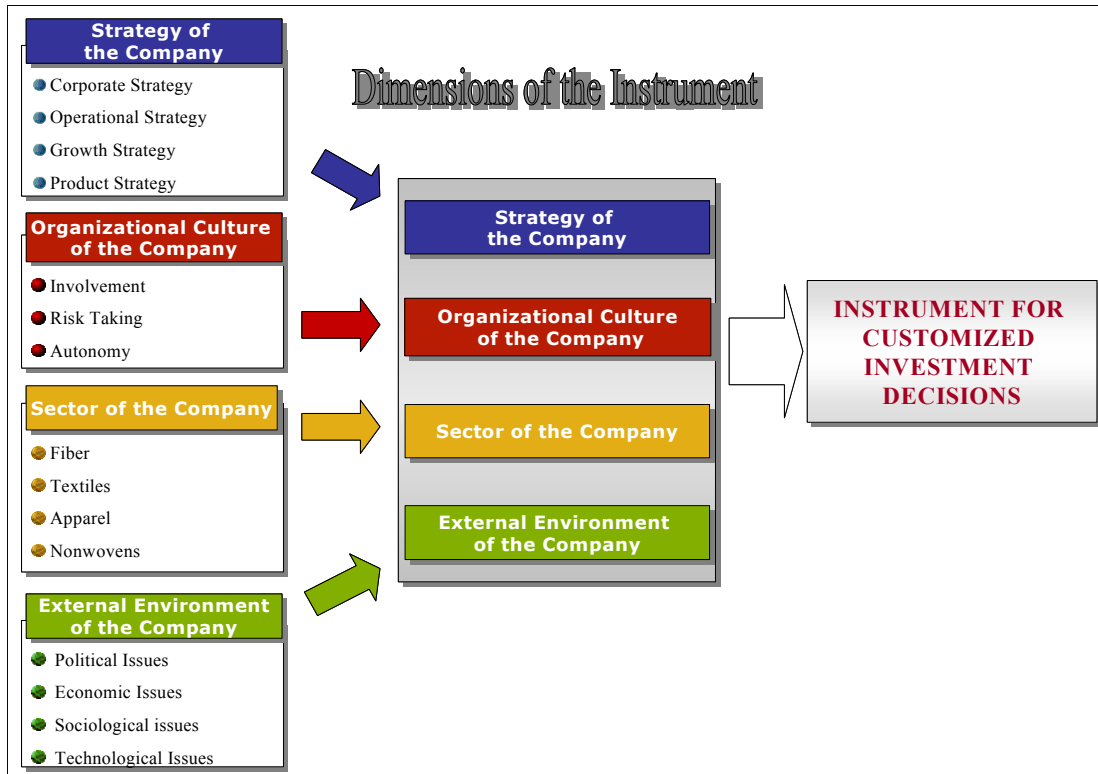 Strategy of
the Company
Corporate Strategy
Operational Strategy
Growth Strategy
Product Strategy
Organizational Culture
of the Company
Involvement
Risk Taking
Autonomy
Sector of the Company
Fiber
Textiles
Apparel
Nonwovens
External Environment
of the Company
Political Issues
Economic Issues
Sociological issues
Technological Issues
Dimensions of the Instrument
Strategy of
the Company
Organizational Culture
of the Company
Sector of the Company
External Environment
of the Company
INSTRUMENT FOR
CUSTOMIZED
INVESTMENT
DECISIONS